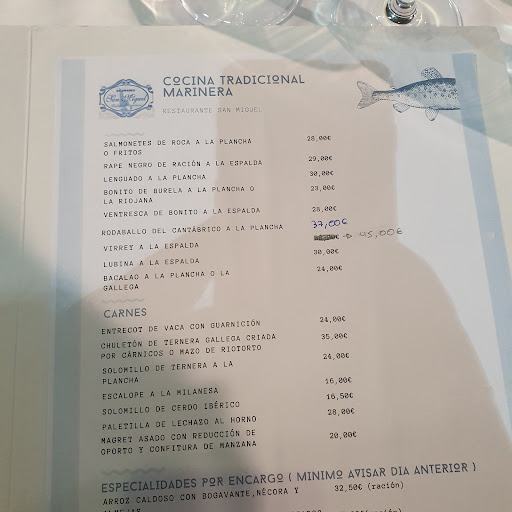 San Miguel
COCINA TRADICIONAL
MARINERA
RESTAURANTE SAN MIGUEL
SALMONETES DE ROCA A LA PLANCHA
O FRITOS 28,00€
RAPE NEGRO DE RACIÓN A LA ESPALDA 29,00€
LENGUADO A LA PLANCHA 30,00€
BONITO DE BURELA A LA PLANCHA O
LA RIOJANA 23,00€
VENTRESCA DE BONITO A LA ESPALDA 28,00€
RODABALLO DEL CANTÁBRICO A LA PLANCHA 37,00€
VIRREY A LA ESPALDA 45,00€
LUBINA A LA ESPALDA 30,00€
BACALAO A LA PLANCHA O LA
GALLEGA 24,00€
CARNES
ENTRECOT DE VACA CON GUARNICIÓN 24,00€
CHULETÓN DE TERNERA GALLEGA CRIADA
POR CÁRNICOS O MAZO DE RIOTORTO 35,00€
SOLOMILLO DE TERNERA A LA
PLANCHA 24,00€
ESCALOPE A LA MILANESA 16,00€
SOLOMILLO DE CERDO IBÉRICO 16,50€
PALETILLA DE LECHAZO AL HORNO 28,00€
MAGRET ASADO CON REDUCCIÓN DE
OPORTO Y CONFITURA DE MANZANA 20,00€
ESPECIALIDADES POR ENCARGO ( MINIMO AVISAR DIA ANTERIOR )
ARROZ CALDOSO CON BOGAVANTE,NÉCORA Y 32,50€ (ración)